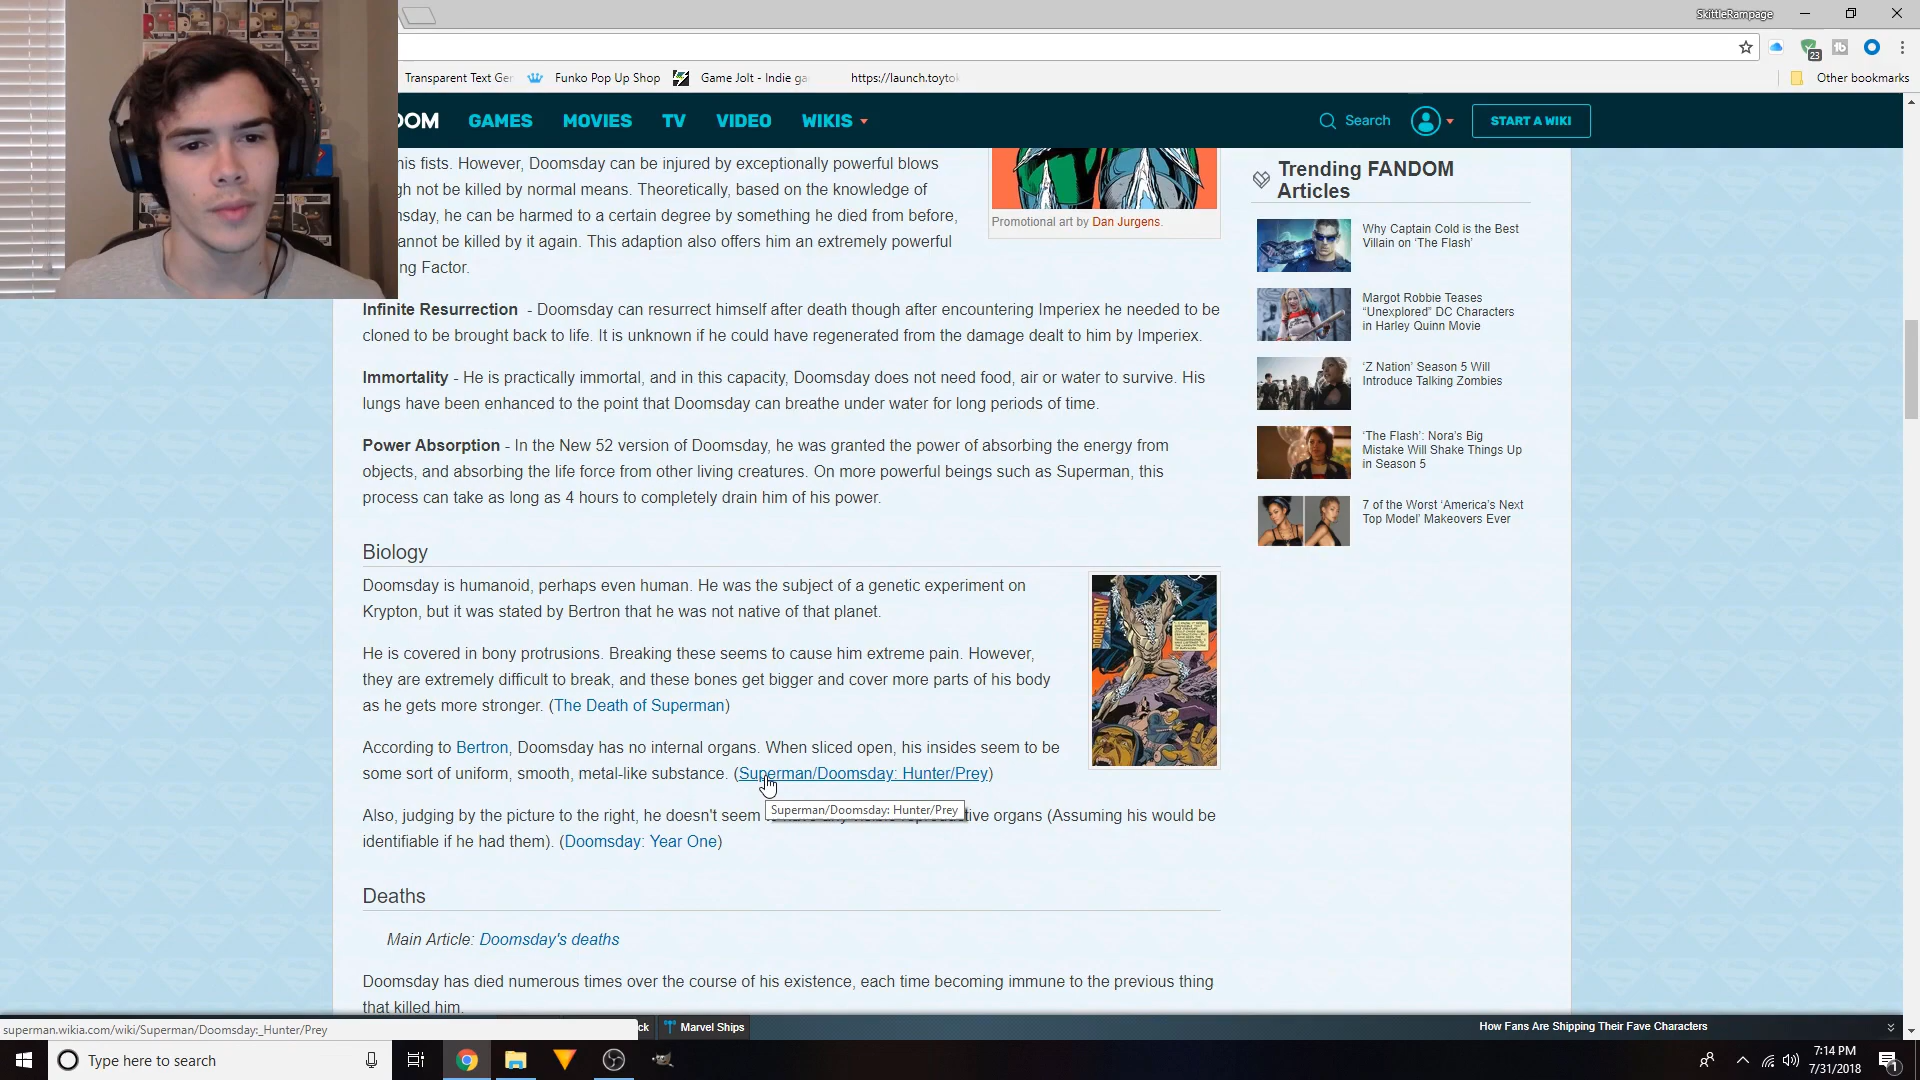 SkittleRampage
23
Transparent Text Ger
Funko Pop Up Shop
Game Jolt - Indie ga
https://launch.toytok
Other bookmarks
DOM
GAMES
MOVIES
TV
VIDEO
WIKIS
Search
START A WIKI
his fists. However, Doomsday can be injured by exceptionally powerful blows
gh not be killed by normal means. Theoretically, based on the knowledge of
msday, he can be harmed to a certain degree by something he died from before,
annot be killed by it again. This adaption also offers him an extremely powerful
ng Factor.
Promotional art by Dan Jurgens.
Infinite Resurrection - Doomsday can resurrect himself after death though after encountering Imperiex he needed to be
cloned to be brought back to life. It is unknown if he could have regenerated from the damage dealt to him by Imperiex.
Immortality - He is practically immortal, and in this capacity, Doomsday does not need food, air or water to survive. His
lungs have been enhanced to the point that Doomsday can breathe under water for long periods of time.
Power Absorption - In the New 52 version of Doomsday, he was granted the power of absorbing the energy from
objects, and absorbing the life force from other living creatures. On more powerful beings such as Superman, this
process can take as long as 4 hours to completely drain him of his power.
Biology
Doomsday is humanoid, perhaps even human. He was the subject of a genetic experiment on
Krypton, but it was stated by Bertron that he was not native of that planet.
He is covered in bony protrusions. Breaking these seems to cause him extreme pain. However,
they are extremely difficult to break, and these bones get bigger and cover more parts of his body
as he gets more stronger. (The Death of Superman)
According to Bertron, Doomsday has no internal organs. When sliced open, his insides seem to be
some sort of uniform, smooth, metal-like substance. (Superman/Doomsday: Hunter/Prey)
Superman/Doomsday: Hunter/Prey
Also, judging by the picture to the right, he doesn't seem
tive organs (Assuming his would be
identifiable if he had them). (Doomsday: Year One)
DOOMSDAY
Deaths
Main Article: Doomsday's deaths
Doomsday has died numerous times over the course of his existence, each time becoming immune to the previous thing
that killed him.
Trending FANDOM
Articles
Why Captain Cold is the Best
Villain on 'The Flash'
Margot Robbie Teases
"Unexplored" DC Characters
in Harley Quinn Movie
'Z Nation' Season 5 Will
Introduce Talking Zombies
'The Flash': Nora's Big
Mistake Will Shake Things Up
in Season 5
7 of the Worst 'America's Next
Top Model' Makeovers Ever
superman.wikia.com/wiki/Superman/Doomsday:_Hunter/Prey
ck
Marvel Ships
How Fans Are Shipping Their Fave Characters
Type here to search
7:14 PM
7/31/2018
1